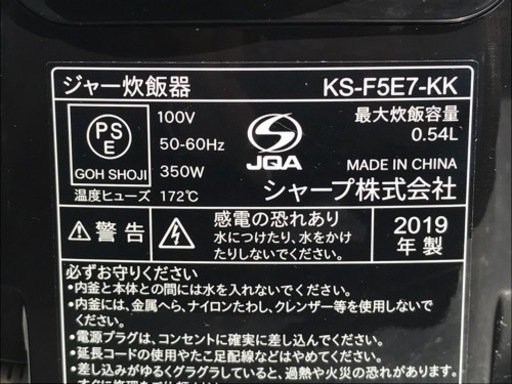 ジャー炊飯器 KS-F5E7-KK
PSE
GOH SHOJI
100V
50-60Hz
350W
温度ヒューズ 172℃
JQA
最大炊飯容量
0.54L
MADE IN CHINA
シャープ株式会社
⚠警告
感電の恐れあり
水につけたり、水をかけ
たりしないでください
2019
年製
必ずお守りください
•内釜と本体との間には水を入れないでください。
•内釜には、金属へら、ナイロンたわし、クレンザー等を使用しないで
ください。
•電源プラグは、コンセントに確実に差し込んでください。
•延長コードの使用やたこ足配線などはやめてください。
•差し込みがゆるくグラグラしているときは、過熱や火災の恐れが